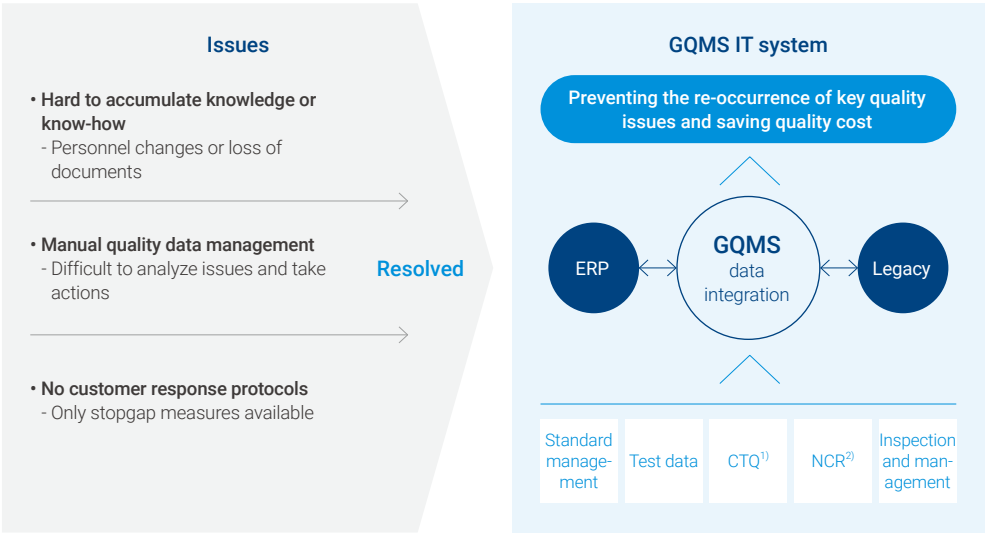 Issues
• Hard to accumulate knowledge or
know-how
- Personnel changes or loss of
documents
• Manual quality data management
- Difficult to analyze issues and take
actions
• No customer response protocols
- Only stopgap measures available
Resolved
GQMS IT system
Preventing the re-occurrence of key quality
issues and saving quality cost
ERP
GQMS
data
integration
Legacy
Standard
manage-
ment
Test data
CTQ1)
NCR2)
Inspection
and man-
agement